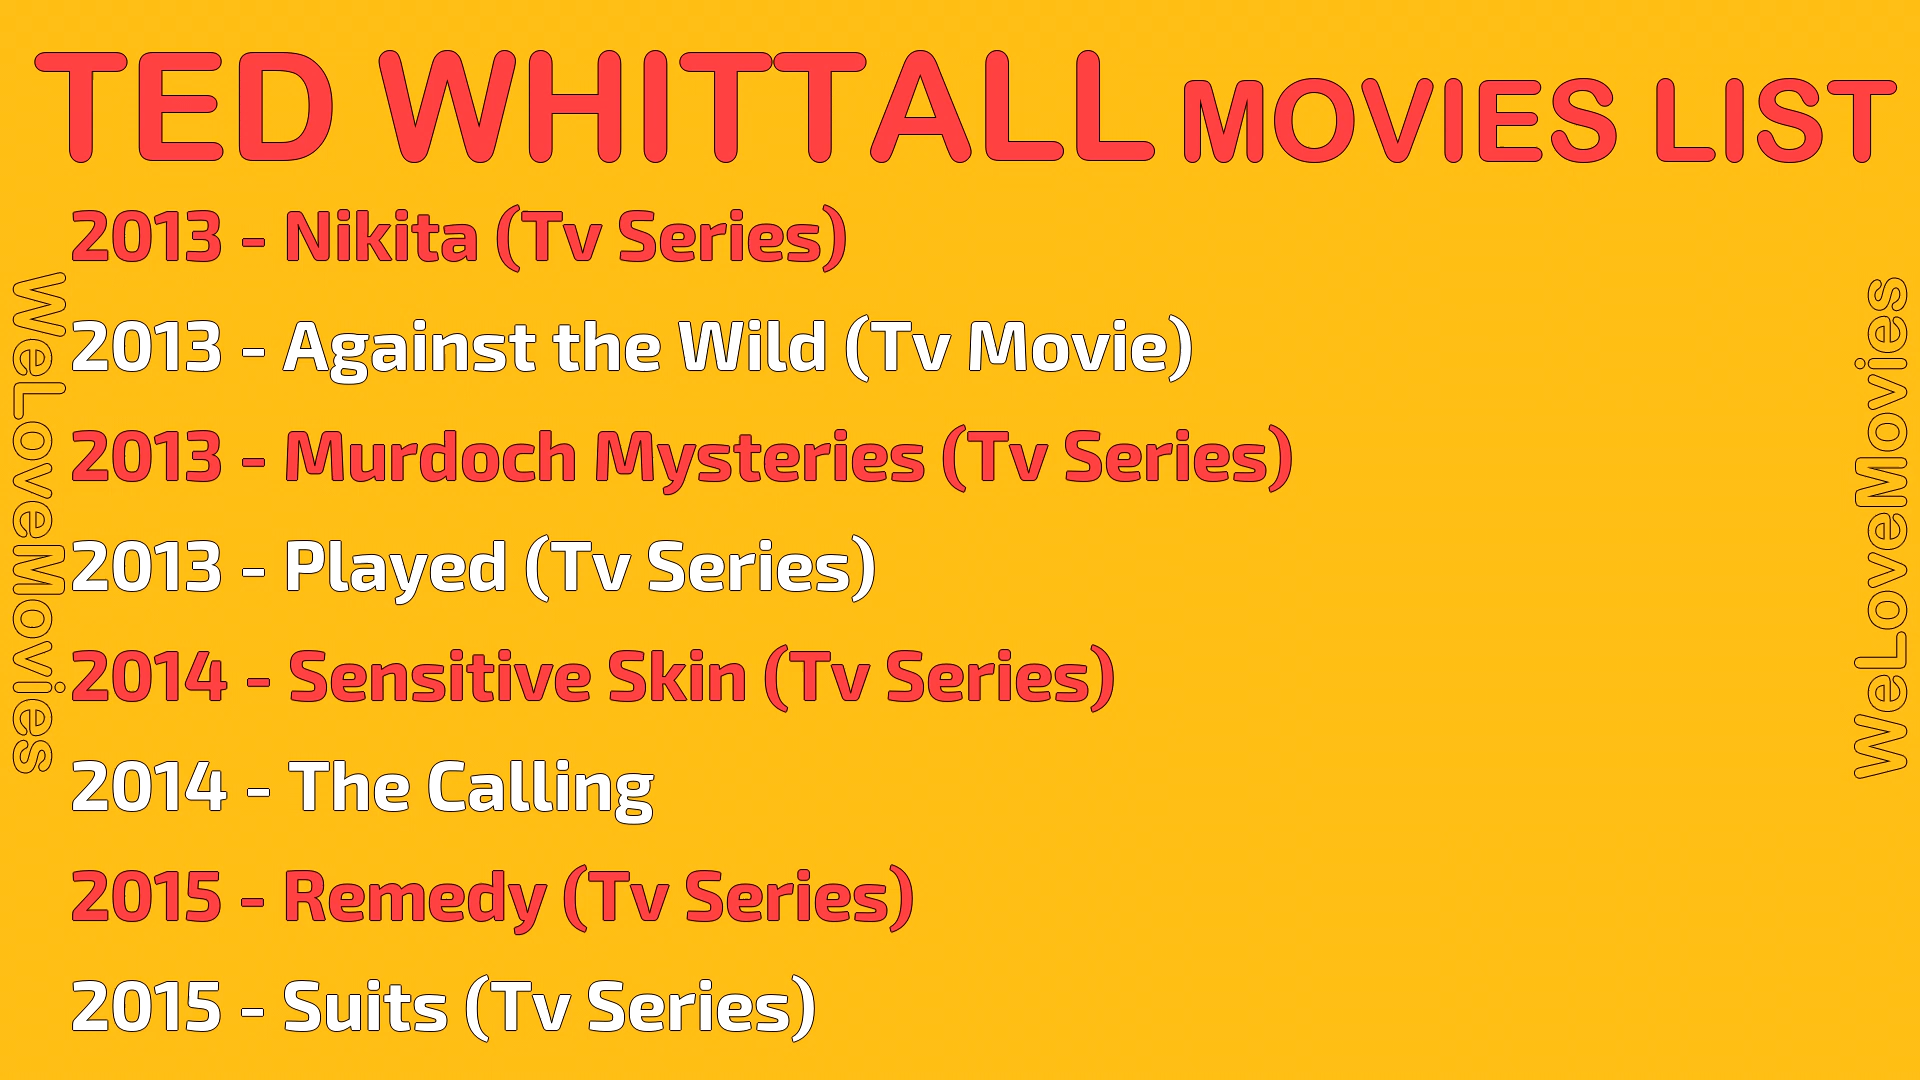 TED WHITTALL MOVIES LIST
2013 - Nikita (Tv Series)
2013 - Against the Wild (Tv Movie)
2013 - Murdoch Mysteries (Tv Series)
2013 - Played (Tv Series)
2014 - Sensitive Skin (Tv Series)
2014 - The Calling
2015 - Remedy (Tv Series)
2015 - Suits (Tv Series)
WeLoveMovies
WeLoveMovies